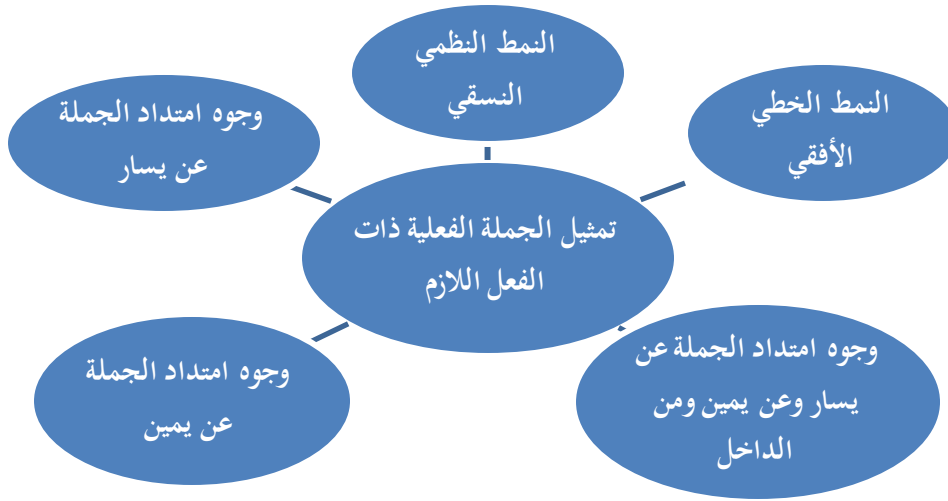 النمط النظمي
النسقي
النمط الخطي
الأفقي
وجوه امتداد الجملة
عن يسار
تمثيل الجملة الفعلية ذات
الفعل اللازم
وجوه امتداد الجملة عن
يسار وعن يمين ومن
الداخل
وجوه امتداد الجملة
عن يمين